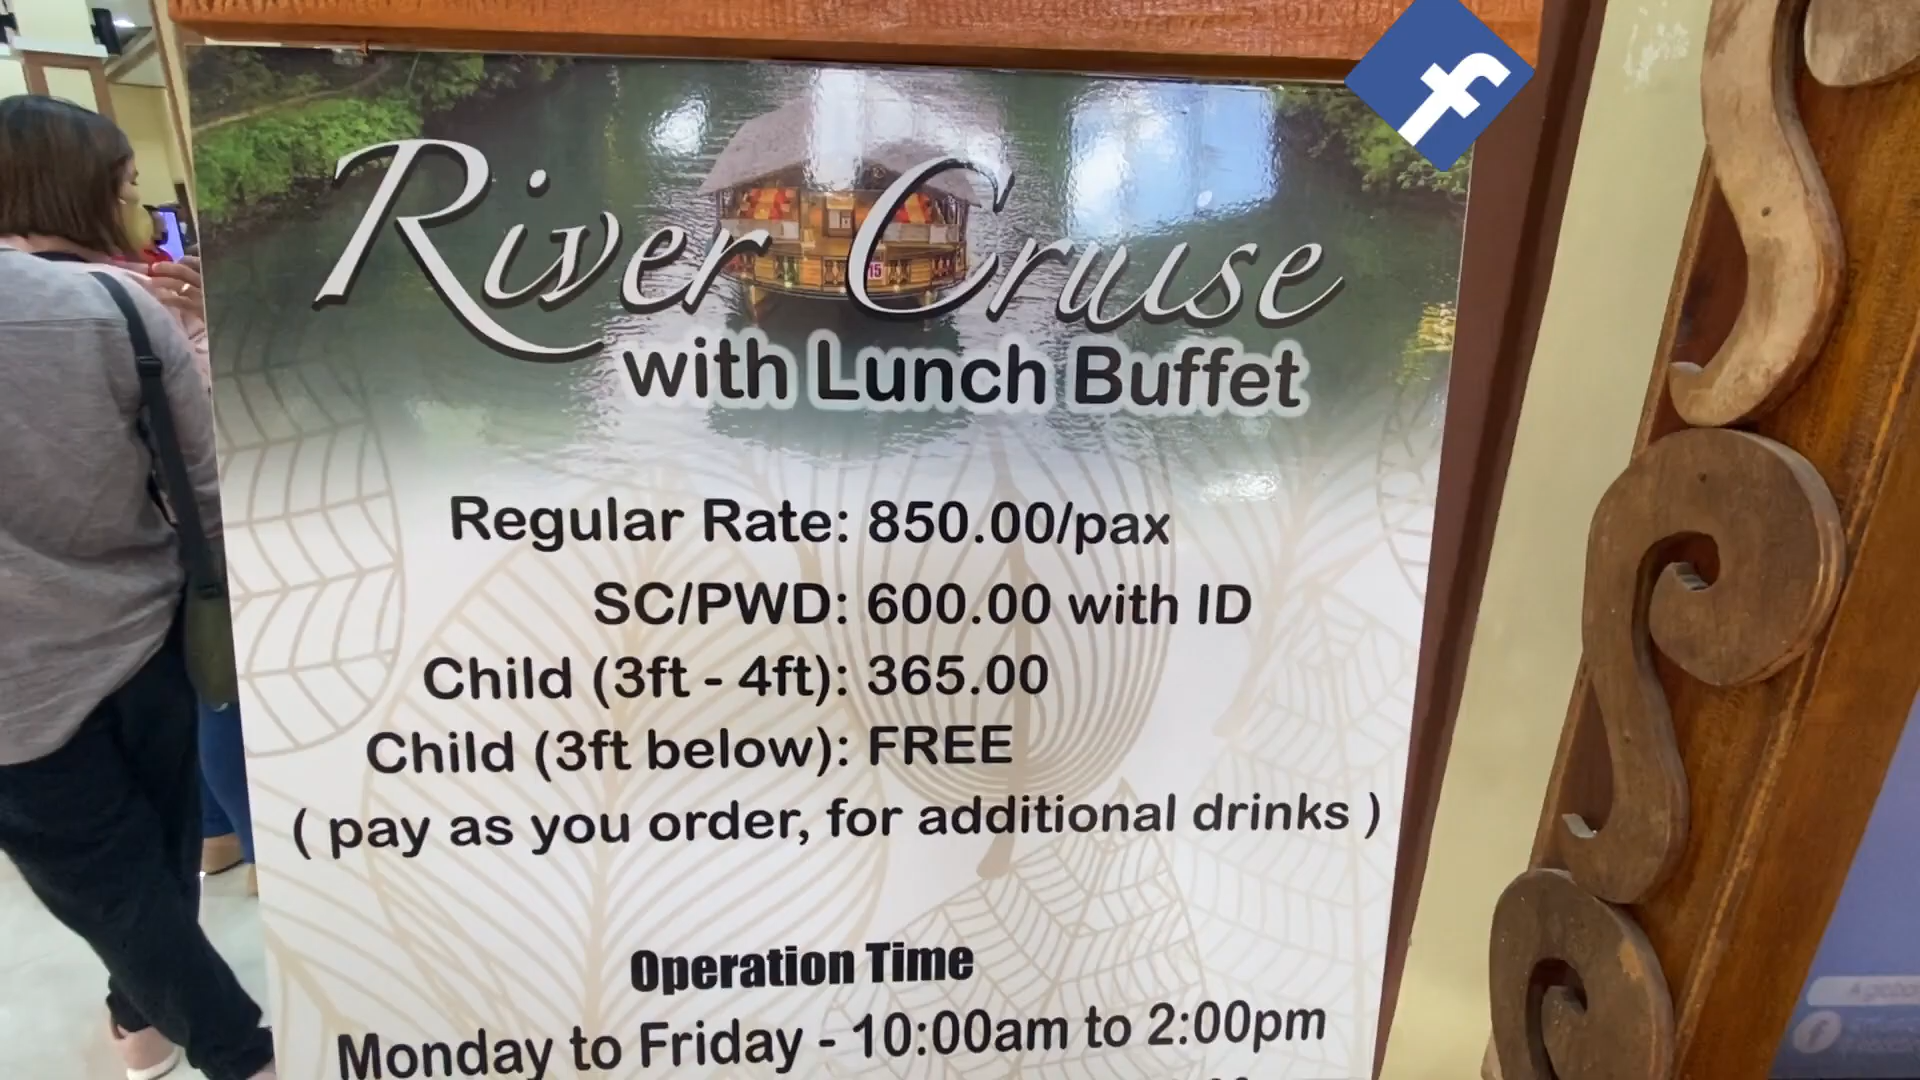 River Cruise
with Lunch Buffet
15
Regular Rate: 850.00/pax
SC/PWD: 600.00 with ID
Child (3ft - 4ft): 365.00
Child (3ft below): FREE
( pay as you order, for additional drinks )
Operation Time
Monday to Friday - 10:00am to 2:00pm